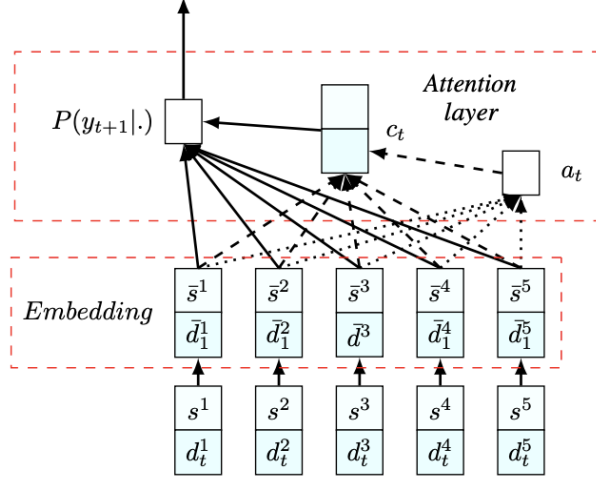 Attention
layer
P(y_{t+1}|.)
c_t
a_t
Embedding
s̄^1 s̄^2 s̄^3 s̄^4 s̄^5
d̄_1^1 d̄_1^2 d̄^3 d̄_1^4 d̄_1^5
s^1 s^2 s^3 s^4 s^5
d_t^1 d_t^2 d_t^3 d_t^4 d_t^5